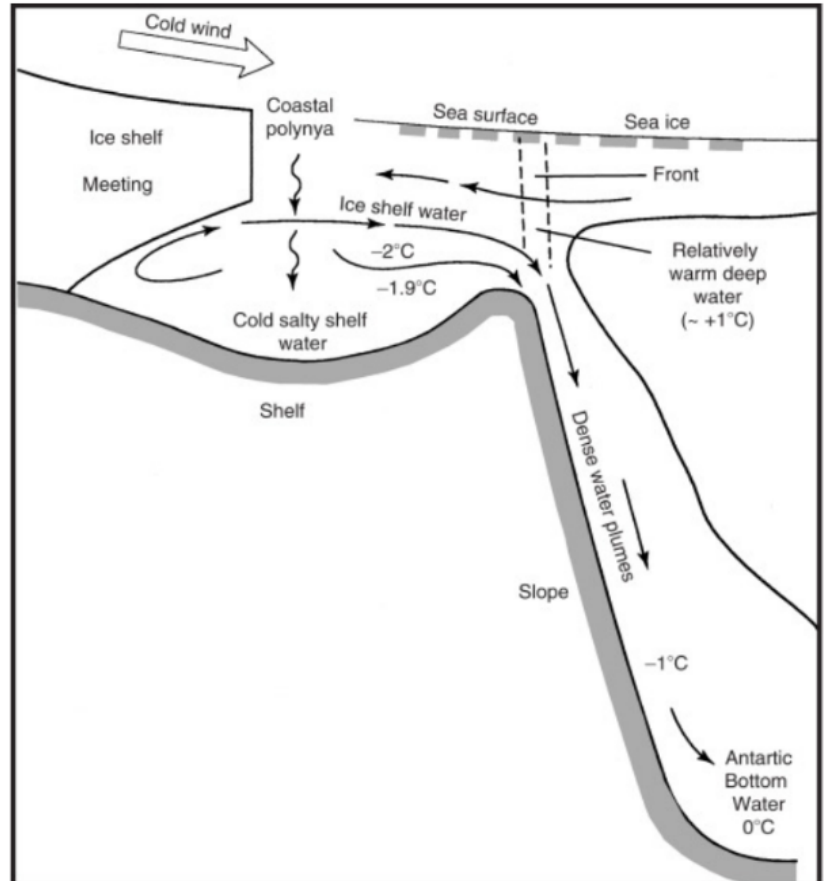 Cold wind
Coastal
polynya
Sea surface
Sea ice
Ice shelf
Meeting
Front
Ice shelf water
–2°C
–1.9°C
Relatively
warm deep
water
(~ +1°C)
Cold salty shelf
water
Shelf
Dense water plumes
Slope
–1°C
Antartic
Bottom
Water
0°C